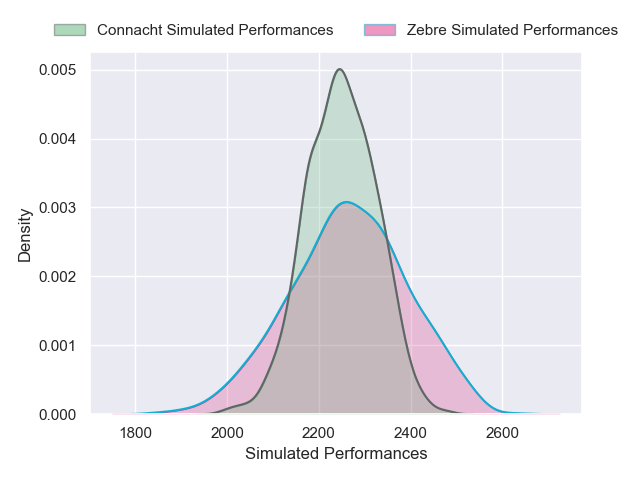 Connacht Simulated Performances
Zebre Simulated Performances
0.005
0.004
0.003
0.002
0.001
0.000
Density
1800
2000
2200
2400
2600
Simulated Performances